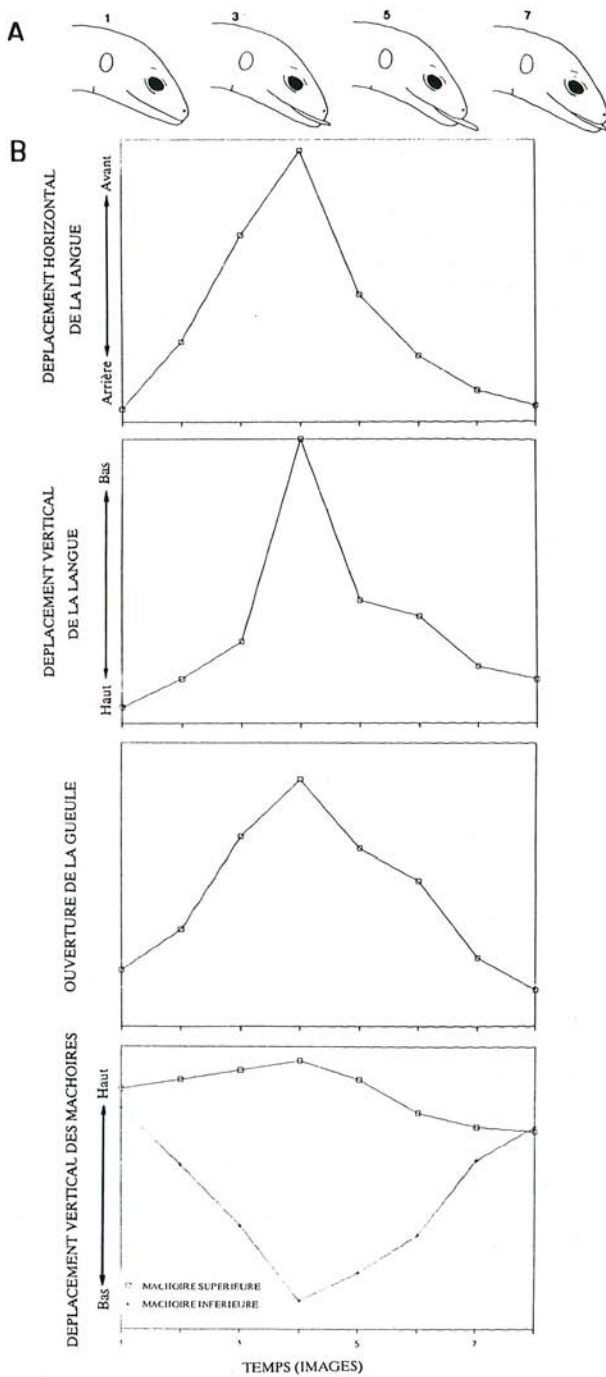 A
1 3 5 7
B
DEPLACEMENT HORIZONTAL
DE LA LANGUE
Arrière
Avant
DEPLACEMENT VERTICAL
DE LA LANGUE
Haut
Bas
OUVERTURE DE LA GUEULE
DEPLACEMENT VERTICAL DES MACHOIRES
Bas
Haut
MACHOIRE SUPERIEURE
MACHOIRE INFERIEURE
1 3 5 7
TEMPS (IMAGES)